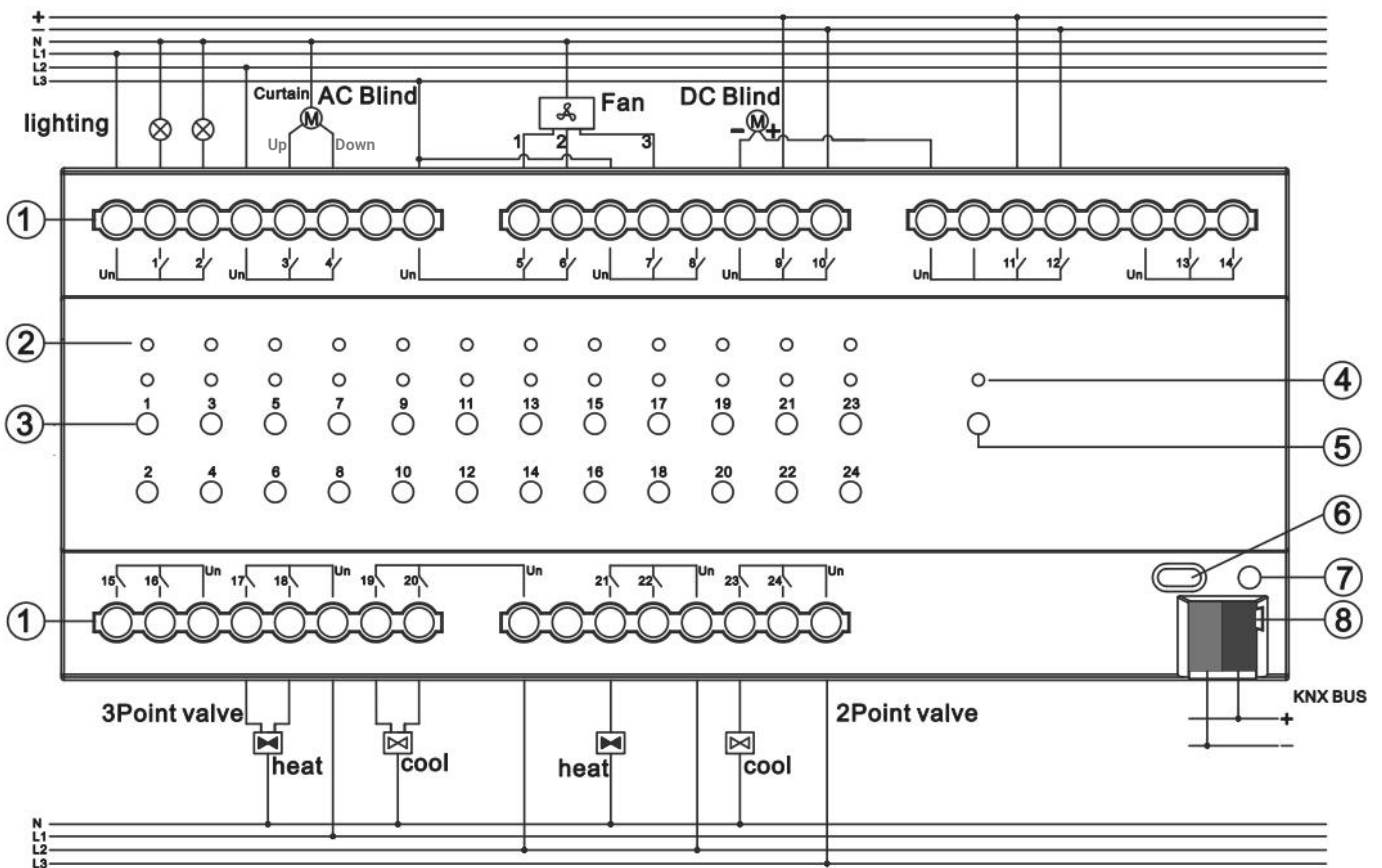 +
−
N
L1
L2
L3
lighting
Curtain AC Blind
M
Up Down
Fan
1 2 3
DC Blind
− M +
1
Un 1 2 Un 3 4 Un 5 6 Un 7 8 Un 9 10 Un 11 12 Un 13 14
2
4
1 3 5 7 9 11 13 15 17 19 21 23
3
5
2 4 6 8 10 12 14 16 18 20 22 24
6
15 16 Un 17 18 Un 19 20 Un 21 22 Un 23 24 Un
7
1
8
KNX BUS
+
−
3Point valve
2Point valve
heat cool heat cool
N
L1
L2
L3